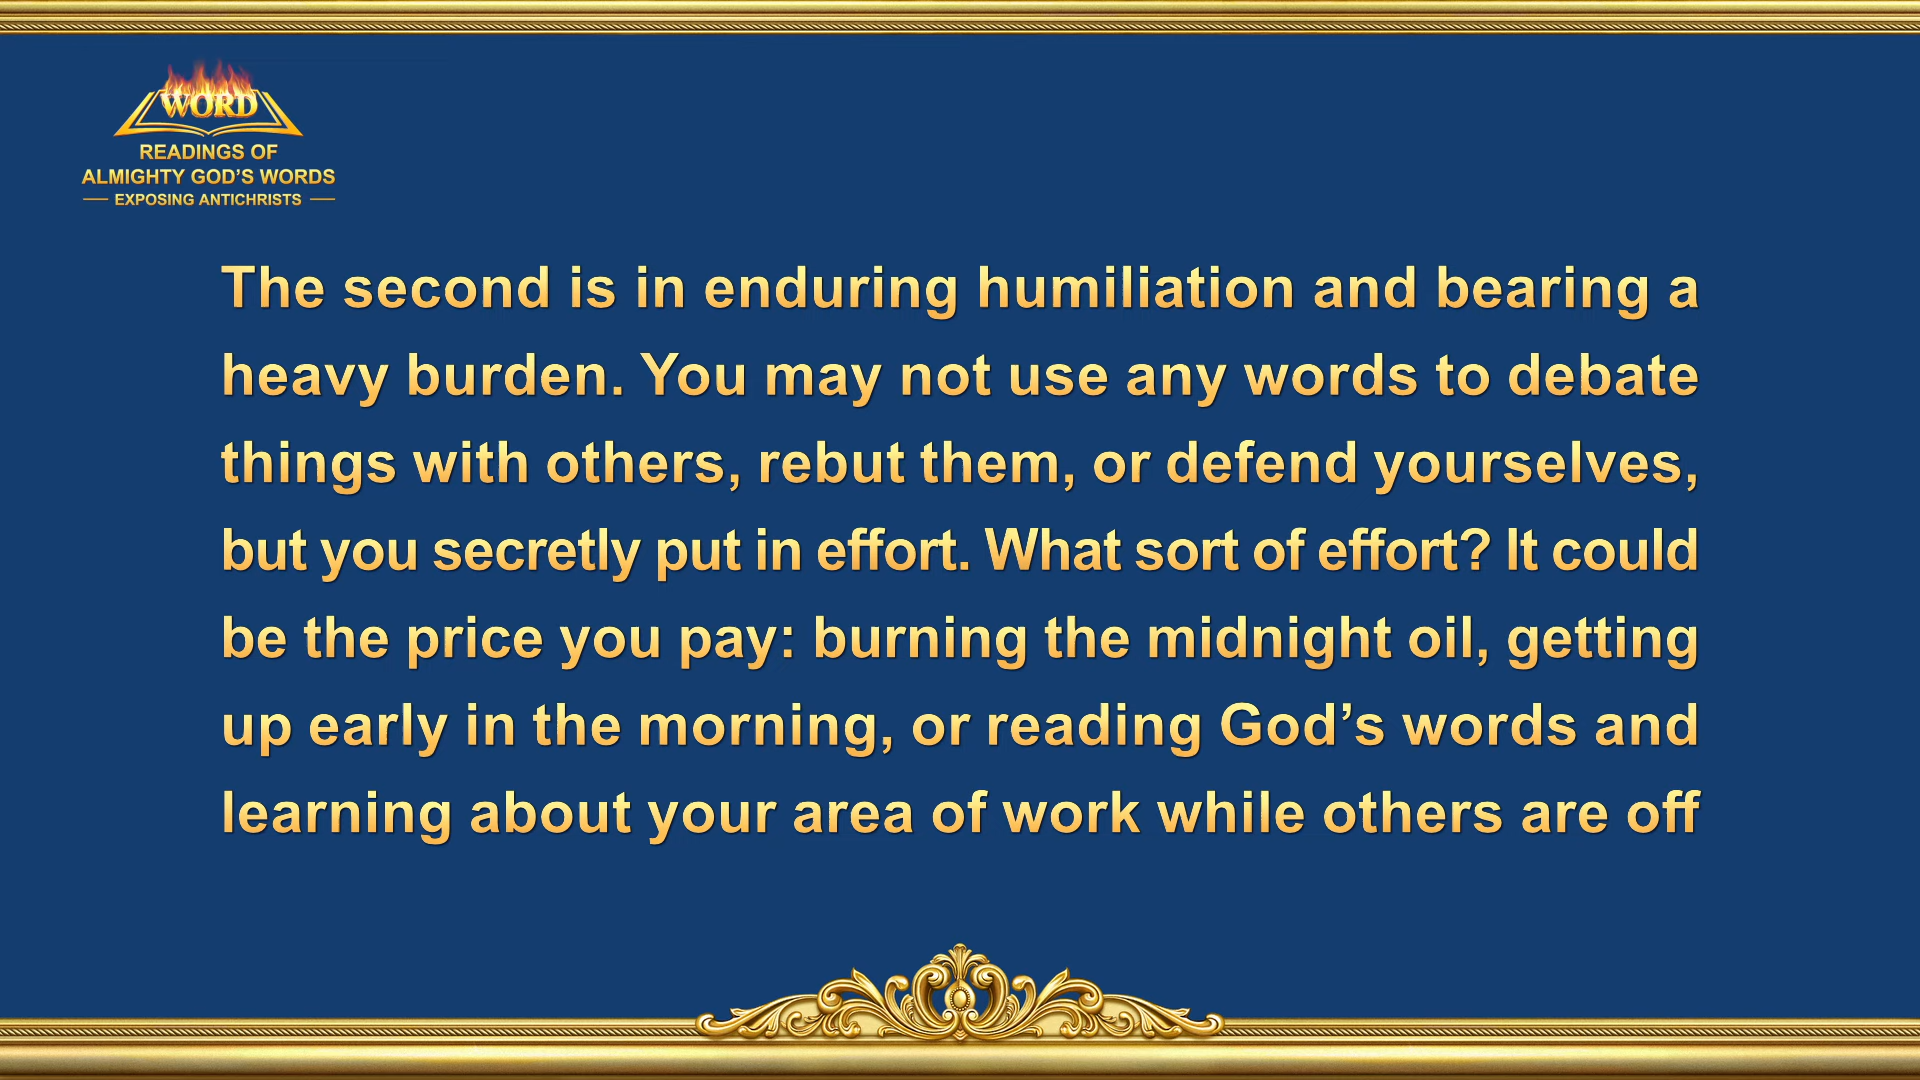 WORD
READINGS OF
ALMIGHTY GOD’S WORDS
EXPOSING ANTICHRISTS
The second is in enduring humiliation and bearing a
heavy burden. You may not use any words to debate
things with others, rebut them, or defend yourselves,
but you secretly put in effort. What sort of effort? It could
be the price you pay: burning the midnight oil, getting
up early in the morning, or reading God’s words and
learning about your area of work while others are off